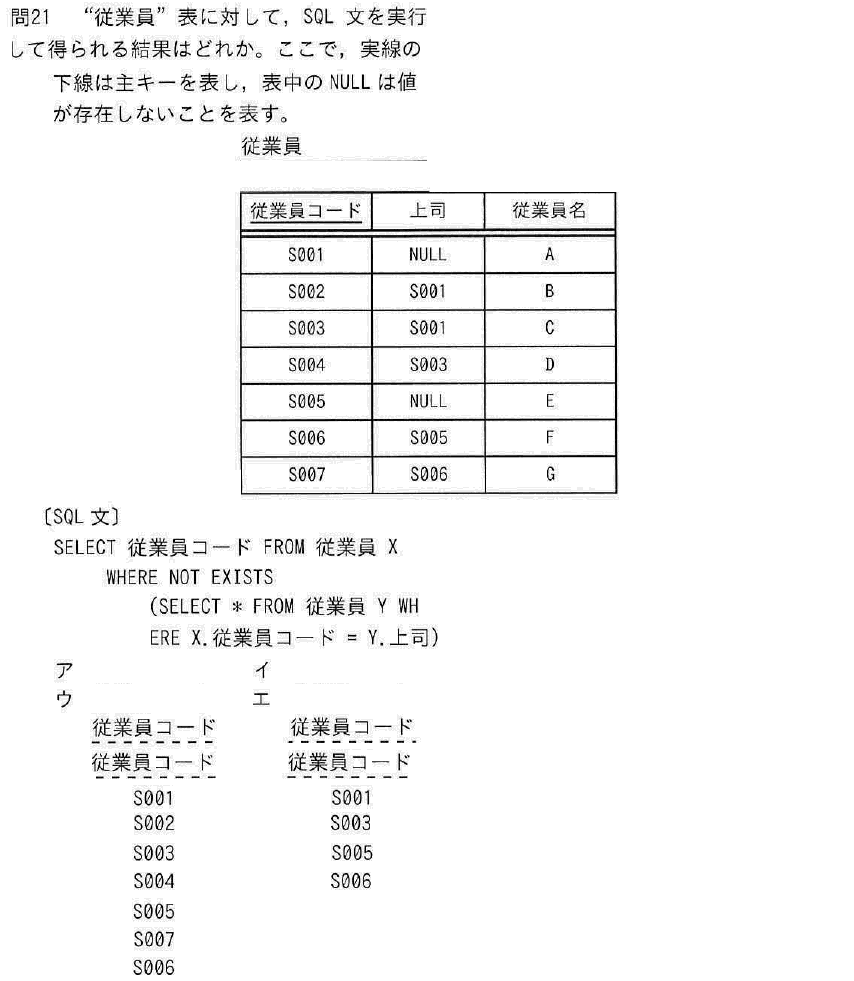 問21 “従業員”表に対して，SQL 文を実行
して得られる結果はどれか。ここで，実線の
下線は主キーを表し，表中の NULL は値
が存在しないことを表す。
従業員
従業員コード 上司 従業員名
S001 NULL A
S002 S001 B
S003 S001 C
S004 S003 D
S005 NULL E
S006 S005 F
S007 S006 G
〔SQL 文〕
SELECT 従業員コード FROM 従業員 X
WHERE NOT EXISTS
(SELECT * FROM 従業員 Y WH
ERE X.従業員コード = Y.上司)
ア イ
ウ エ
従業員コード 従業員コード
従業員コード 従業員コード
S001 S001
S002 S003
S003 S005
S004 S006
S005
S007
S006